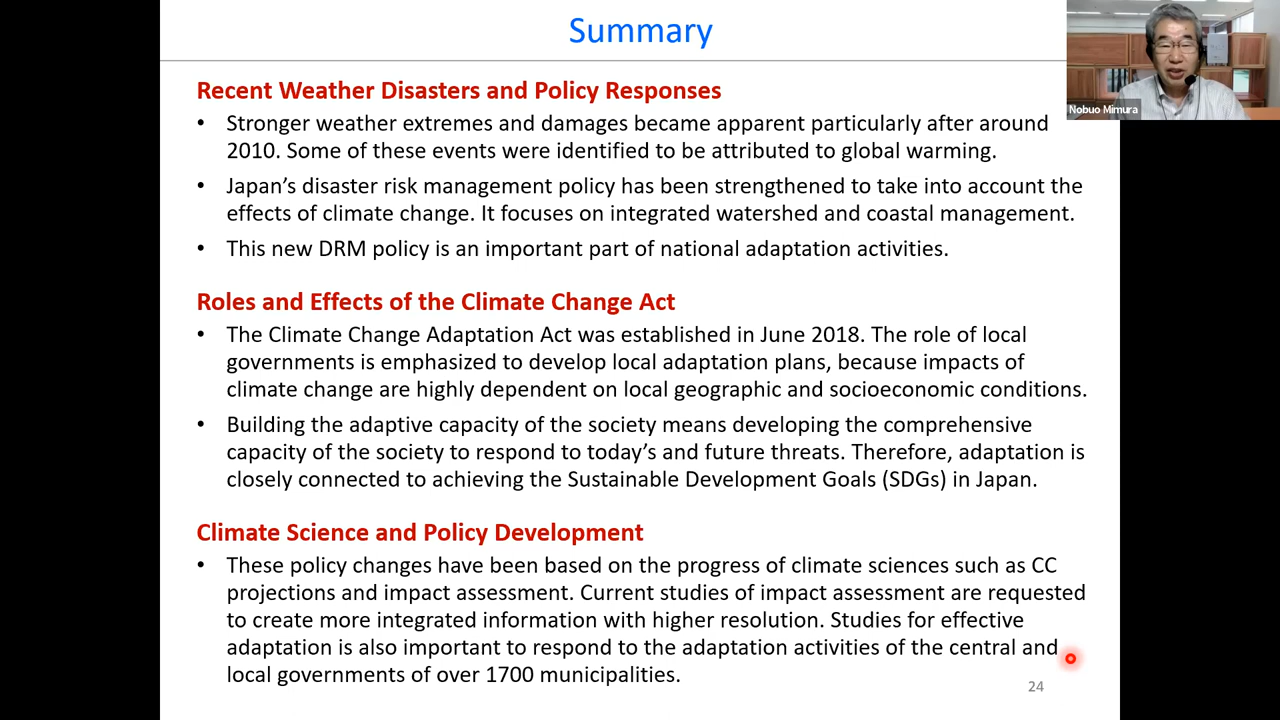 Summary
Nobuo Mimura
Recent Weather Disasters and Policy Responses
• Stronger weather extremes and damages became apparent particularly after around
2010. Some of these events were identified to be attributed to global warming.
• Japan’s disaster risk management policy has been strengthened to take into account the
effects of climate change. It focuses on integrated watershed and coastal management.
• This new DRM policy is an important part of national adaptation activities.
Roles and Effects of the Climate Change Act
• The Climate Change Adaptation Act was established in June 2018. The role of local
governments is emphasized to develop local adaptation plans, because impacts of
climate change are highly dependent on local geographic and socioeconomic conditions.
• Building the adaptive capacity of the society means developing the comprehensive
capacity of the society to respond to today’s and future threats. Therefore, adaptation is
closely connected to achieving the Sustainable Development Goals (SDGs) in Japan.
Climate Science and Policy Development
• These policy changes have been based on the progress of climate sciences such as CC
projections and impact assessment. Current studies of impact assessment are requested
to create more integrated information with higher resolution. Studies for effective
adaptation is also important to respond to the adaptation activities of the central and
local governments of over 1700 municipalities.
24